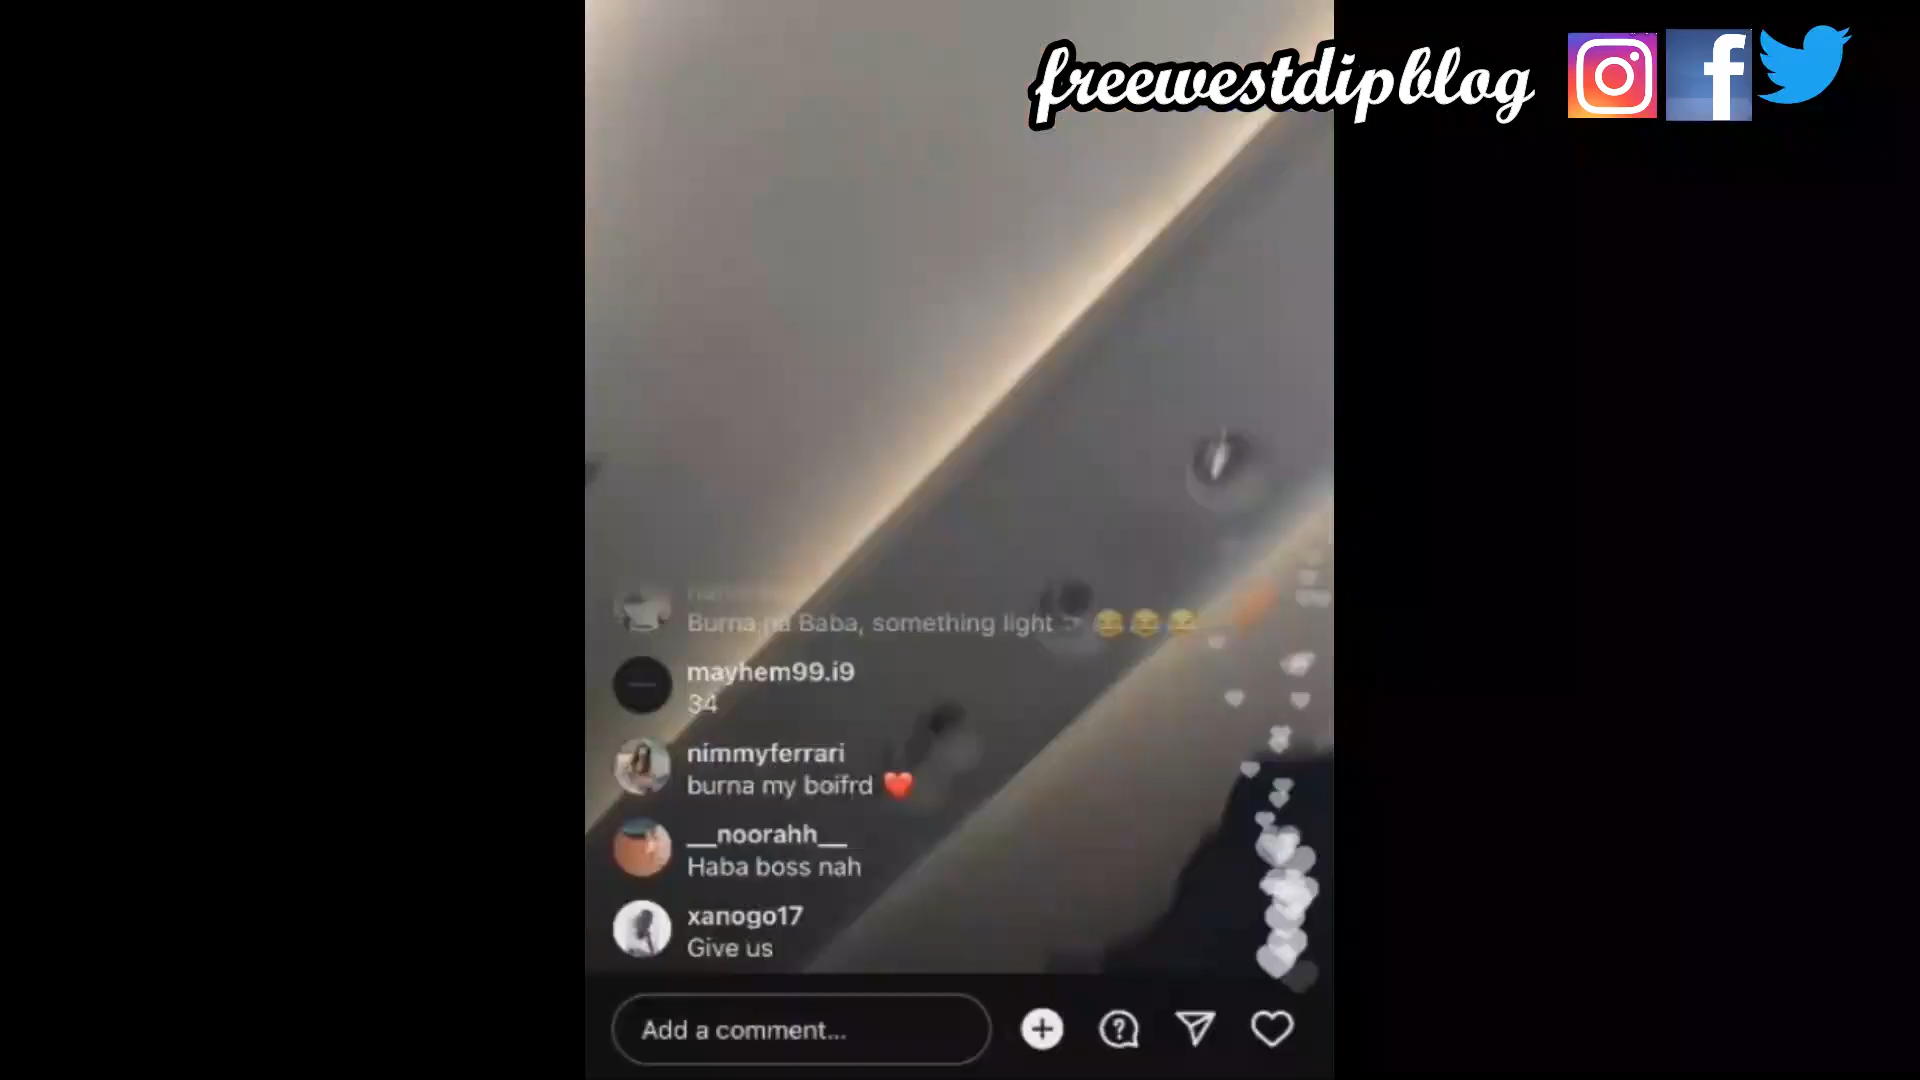 freewestdipblog
Burna na Baba, something light 😂😂😂
mayhem99.i9
34
nimmyferrari
burna my boifrd ❤️
__noorahh__
Haba boss nah
xanogo17
Give us
Add a comment...